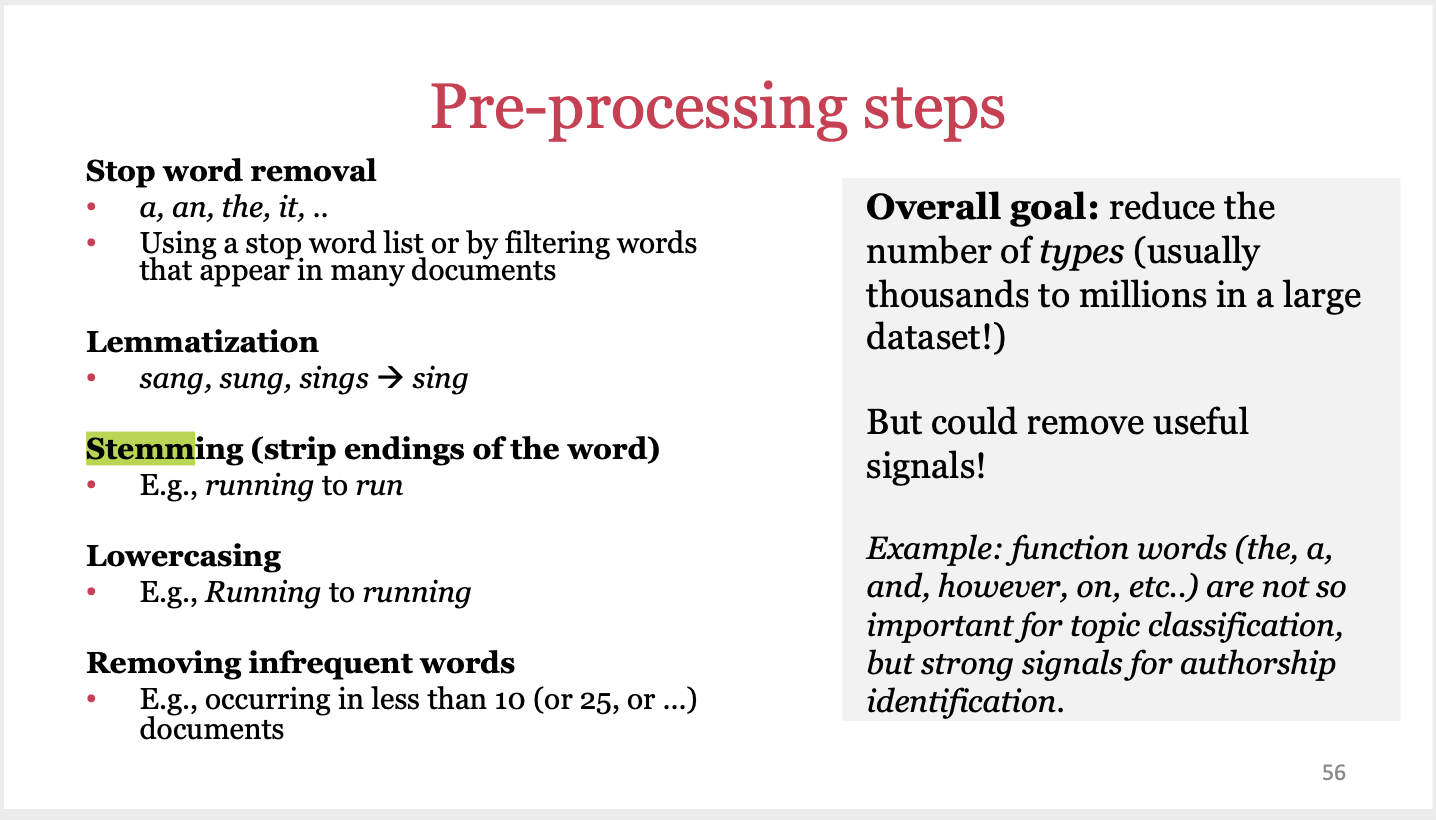 Pre-processing steps
Stop word removal
• a, an, the, it, ..
• Using a stop word list or by filtering words
that appear in many documents
Lemmatization
• sang, sung, sings → sing
Stemming (strip endings of the word)
• E.g., running to run
Lowercasing
• E.g., Running to running
Removing infrequent words
• E.g., occurring in less than 10 (or 25, or ...)
documents
Overall goal: reduce the
number of types (usually
thousands to millions in a large
dataset!)
But could remove useful
signals!
Example: function words (the, a,
and, however, on, etc..) are not so
important for topic classification,
but strong signals for authorship
identification.
56